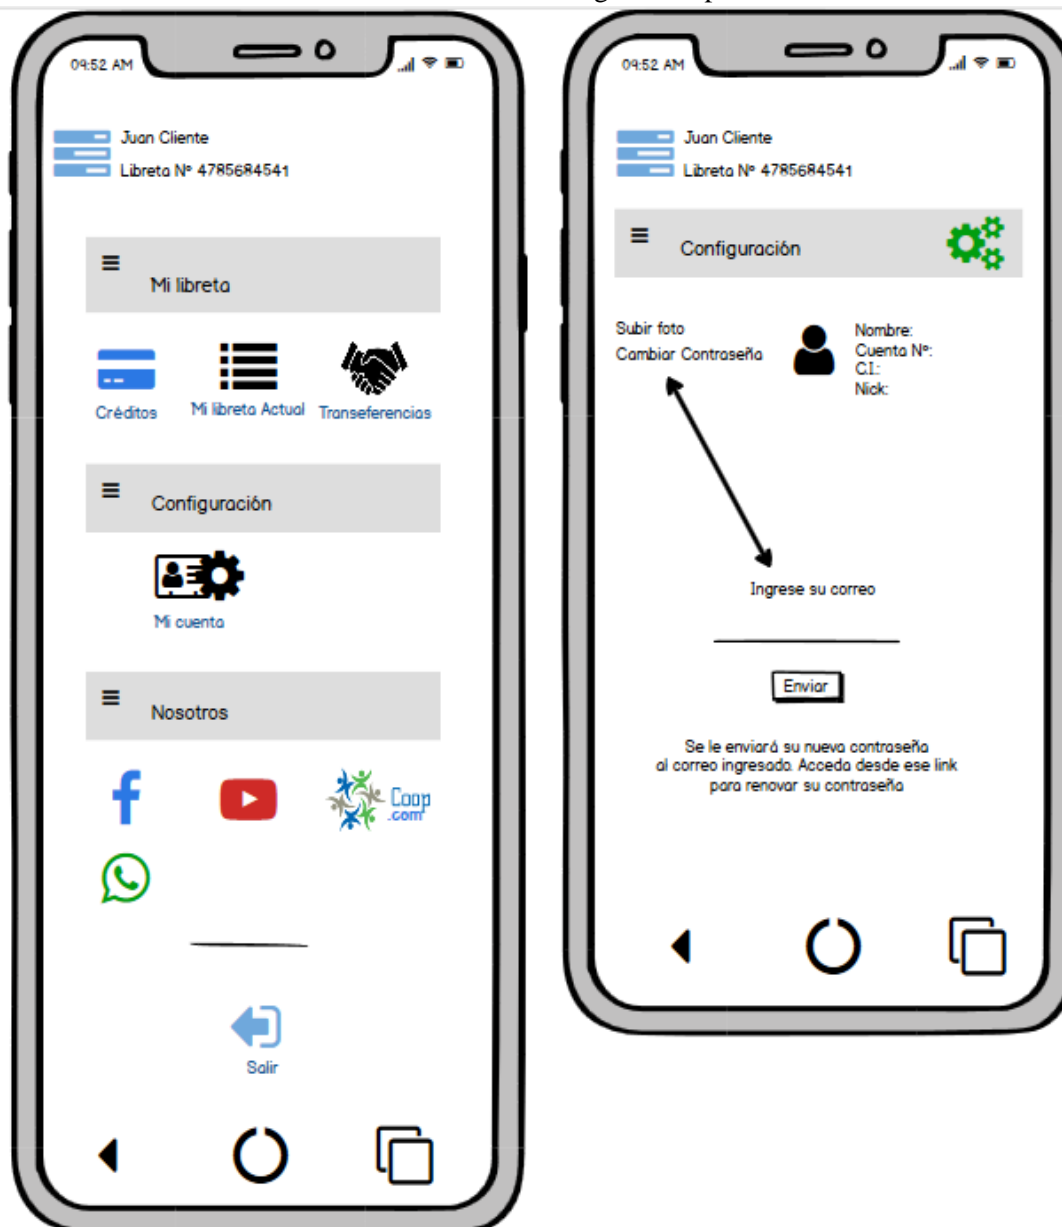 09:52 AM
Juan Cliente
Libreta Nº 4785684541
Mi libreta
Créditos
Mi libreta Actual
Transeferencias
Configuración
Mi cuenta
Nosotros
Coop
.com
Salir
09:52 AM
Juan Cliente
Libreta Nº 4785684541
Configuración
Subir foto
Cambiar Contraseña
Nombre:
Cuenta Nº:
C.I.:
Nick:
Ingrese su correo
Enviar
Se le enviará su nueva contraseña
al correo ingresado. Acceda desde ese link
para renovar su contraseña